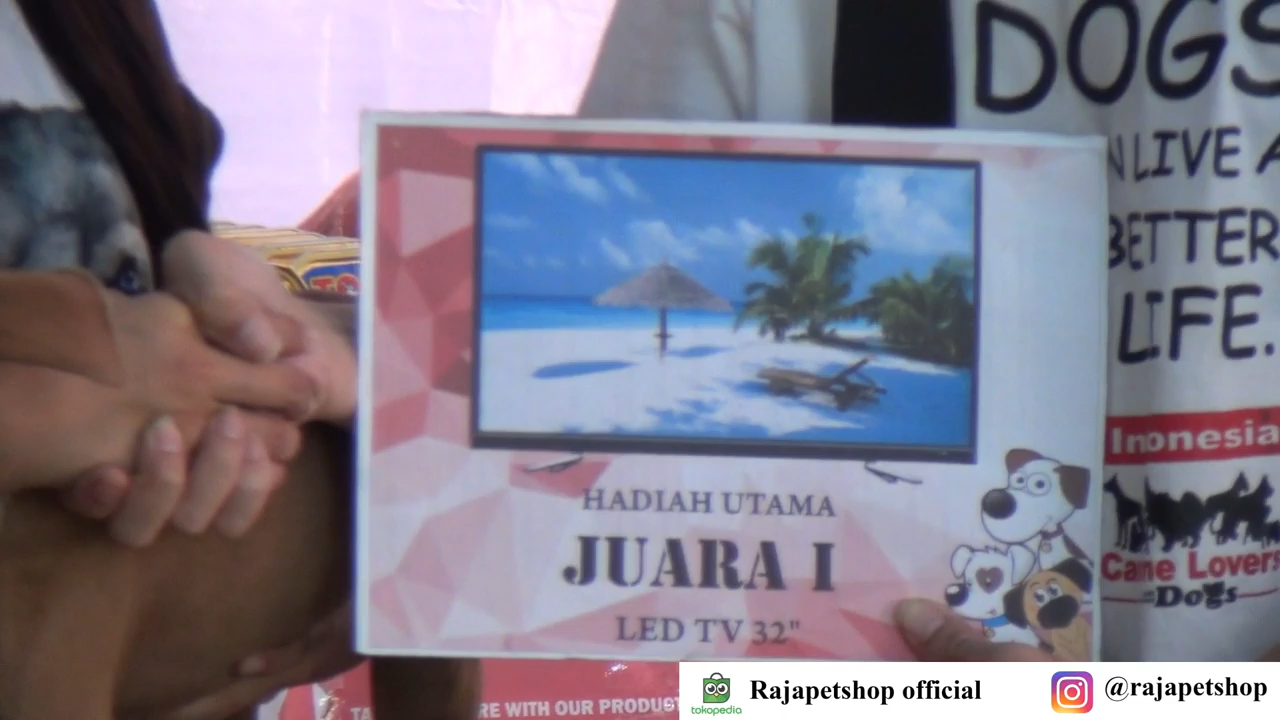 DOGS
N LIVE A
BETTER
LIFE.
Inonesia
Cane Lovers
Dogs
HADIAH UTAMA
JUARA I
LED TV 32"
RE WITH OUR PRODUCT
tokopedia
Rajapetshop official
@rajapetshop